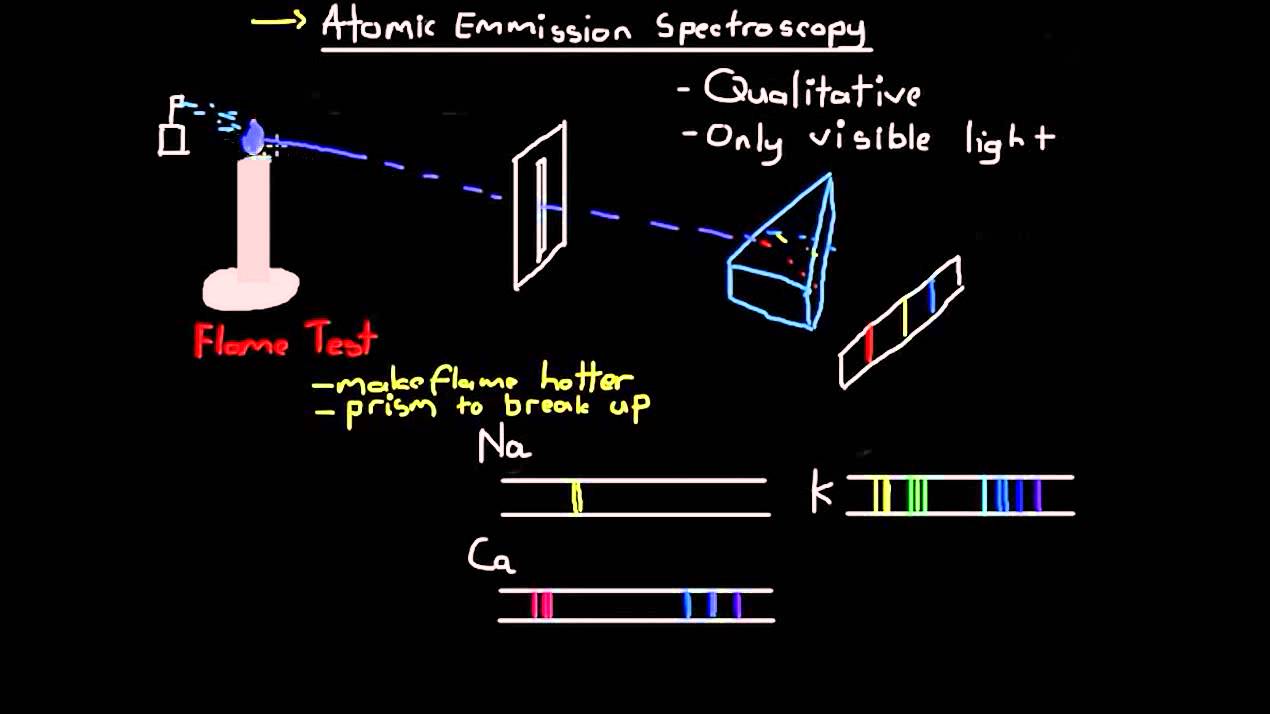 → Atomic Emmission Spectroscopy
- Qualitative
- Only visible light
Flame Test
- make flame hotter
- prism to break up
Na
K
Ca